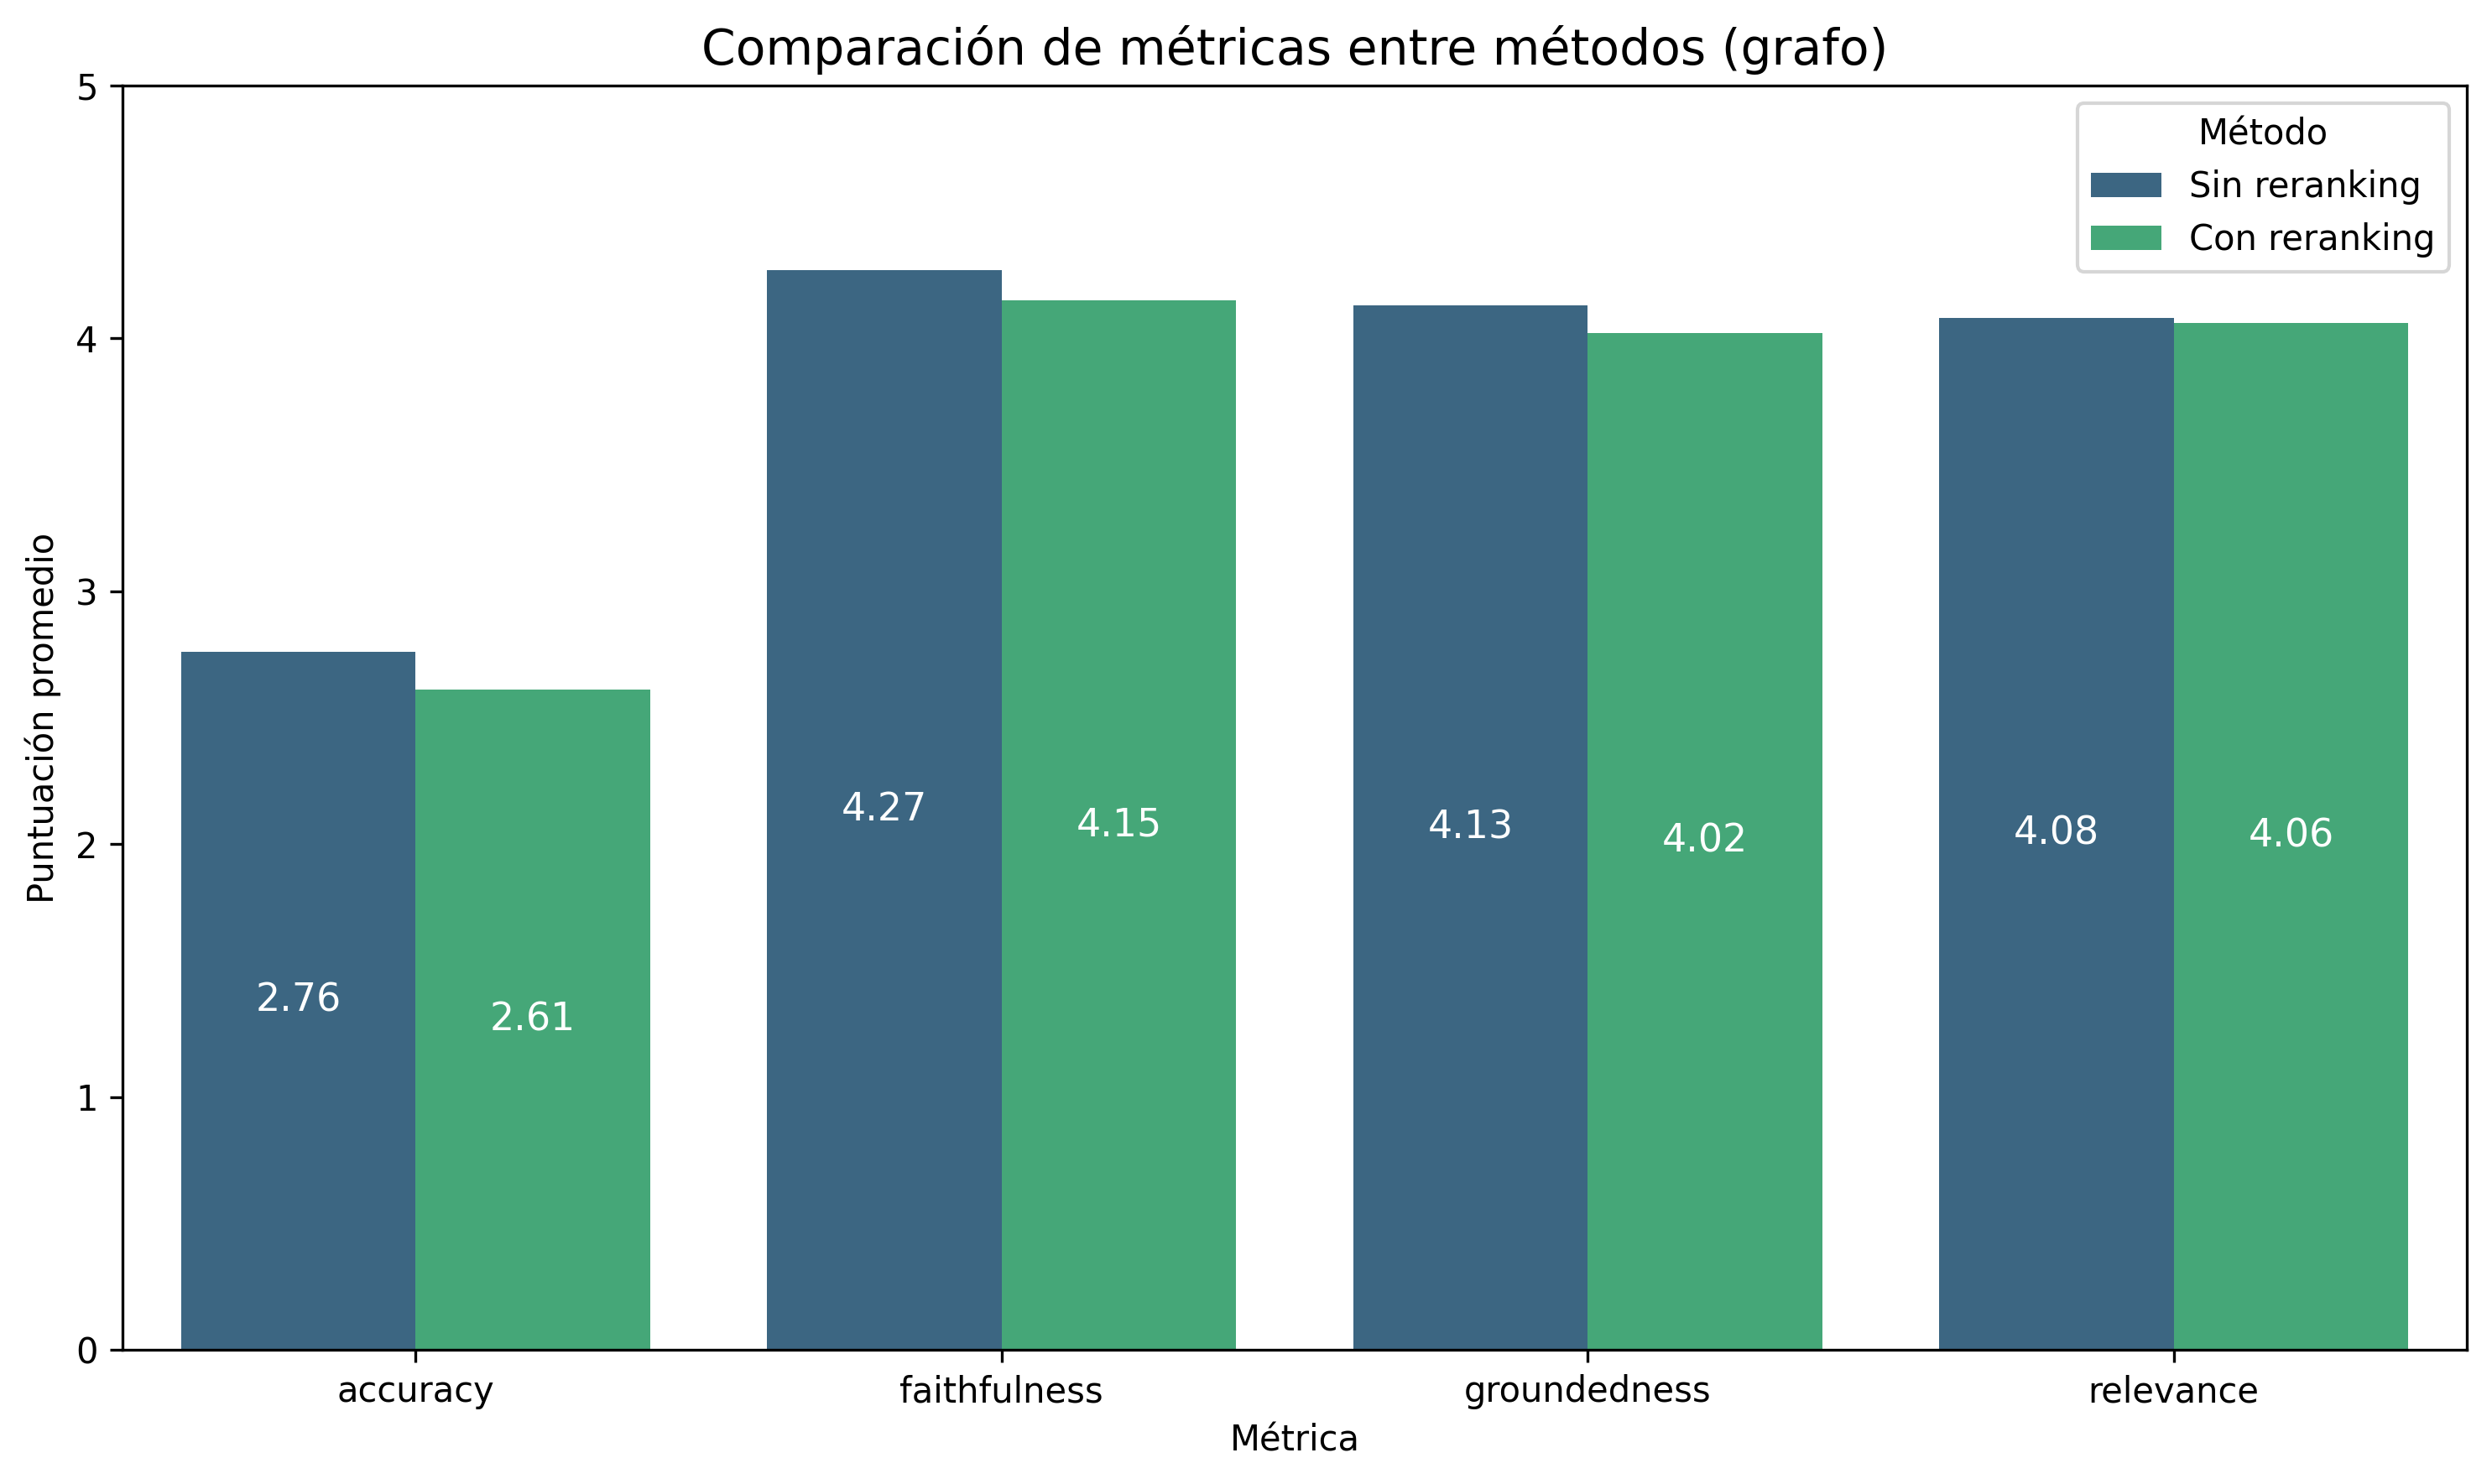 Comparación de métricas entre métodos (grafo)
5
4
3
2
1
0
Puntuación promedio
Método
Sin reranking
Con reranking
2.76
2.61
4.27
4.15
4.13
4.02
4.08
4.06
accuracy
faithfulness
groundedness
relevance
Métrica